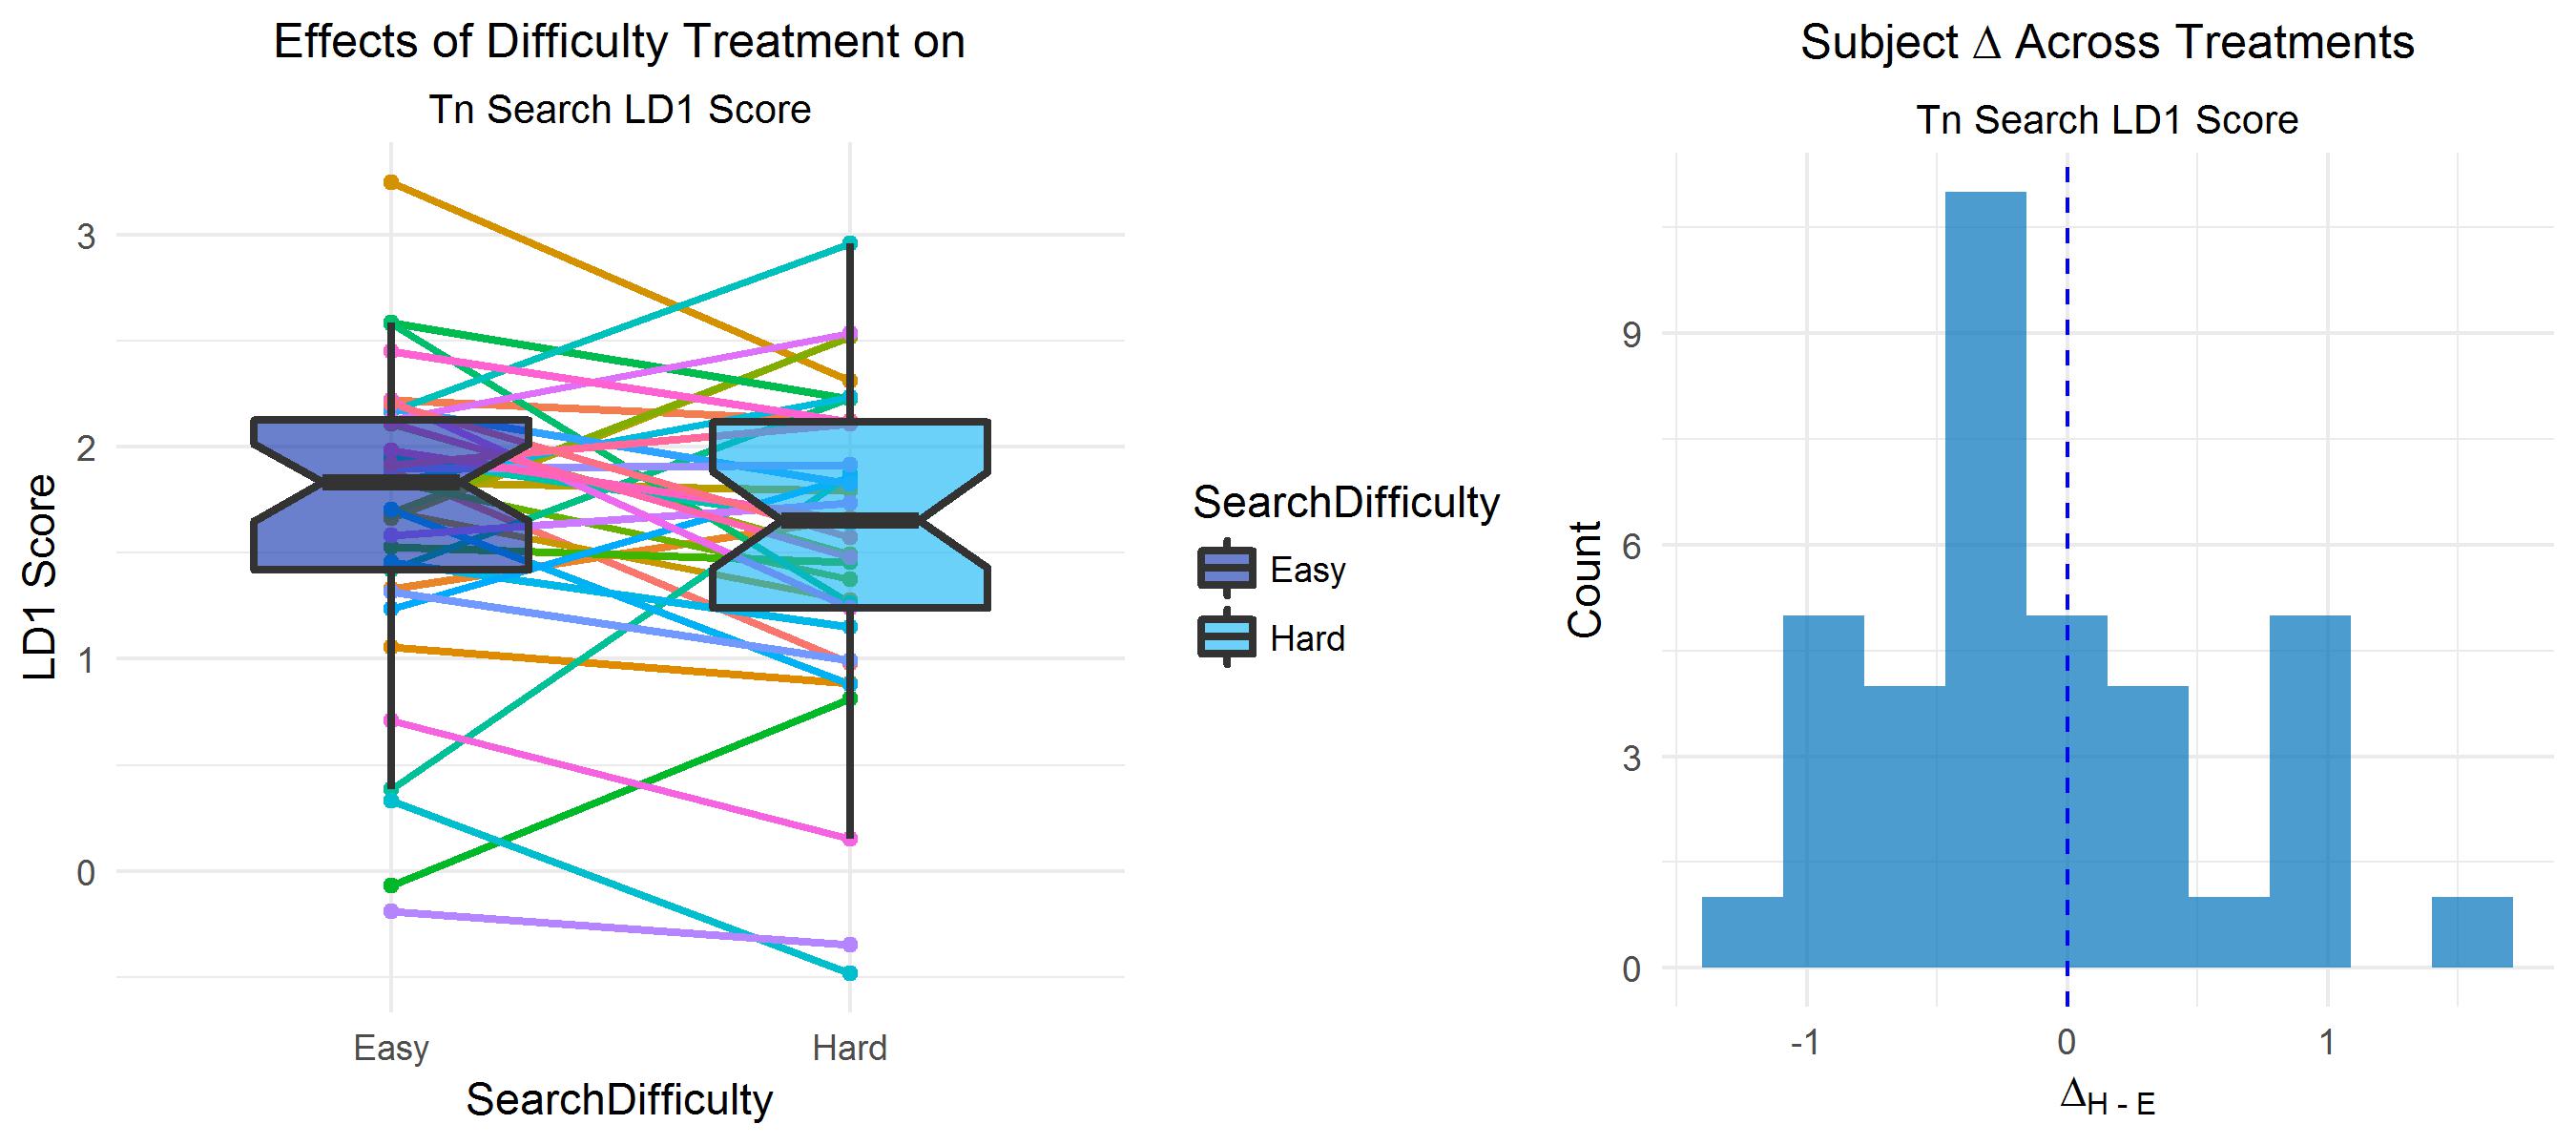 Effects of Difficulty Treatment on
Tn Search LD1 Score
LD1 Score
3
2
1
0
Easy
Hard
SearchDifficulty
SearchDifficulty
Easy
Hard
Subject Δ Across Treatments
Tn Search LD1 Score
Count
9
6
3
0
-1
0
1
ΔH - E